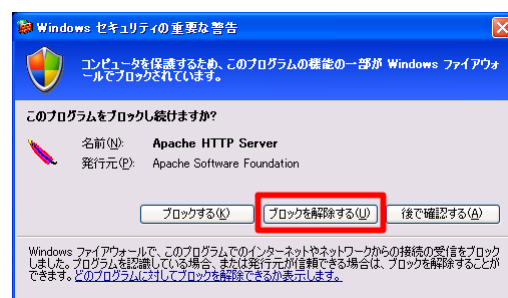 Windows セキュリティの重要な警告
コンピュータを保護するため、このプログラムの機能の一部が Windows ファイアウォ
ールでブロックされています。
このプログラムをブロックし続けますか?
名前(N): Apache HTTP Server
発行元(P): Apache Software Foundation
ブロックする(K) ブロックを解除する(U) 後で確認する(A)
Windows ファイアウォールで、このプログラムでのインターネットやネットワークからの接続の受信をブロック
しました。プログラムを認識している場合、または発行元が信頼できる場合は、ブロックを解除することが
できます。どのプログラムに対してブロックを解除できるか表示します。